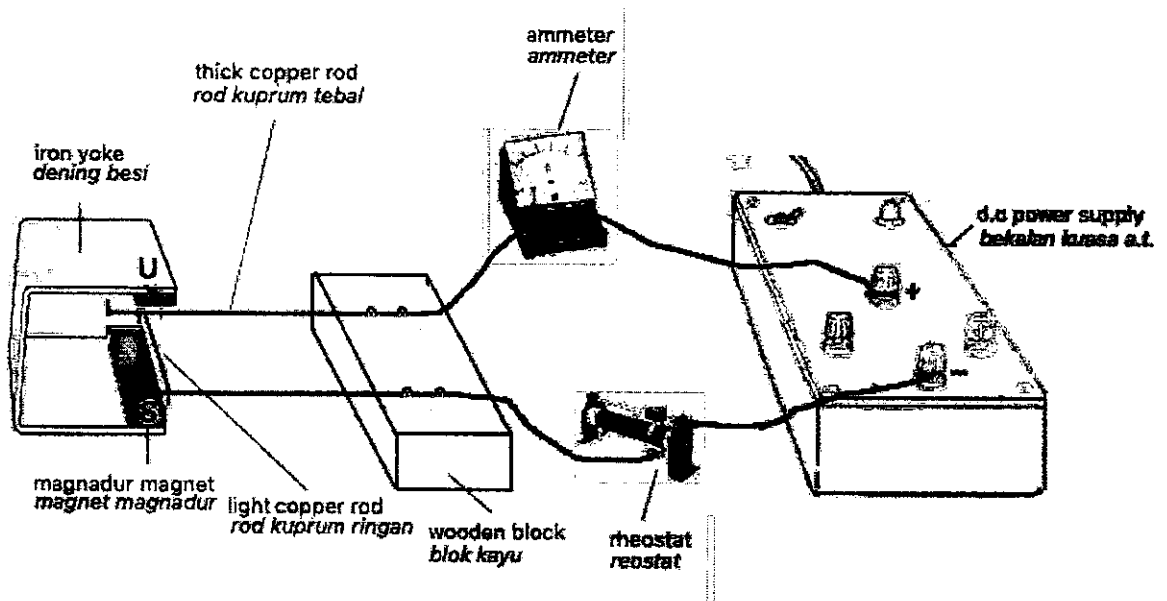 ammeter
ammeter
thick copper rod
rod kuprum tebal
iron yoke
dening besi
d.c power supply
bekalan kuasa a.t.
U
+
-
S
magnadur magnet
magnet magnadur
light copper rod
rod kuprum ringan
wooden block
blok kayu
rheostat
reostat